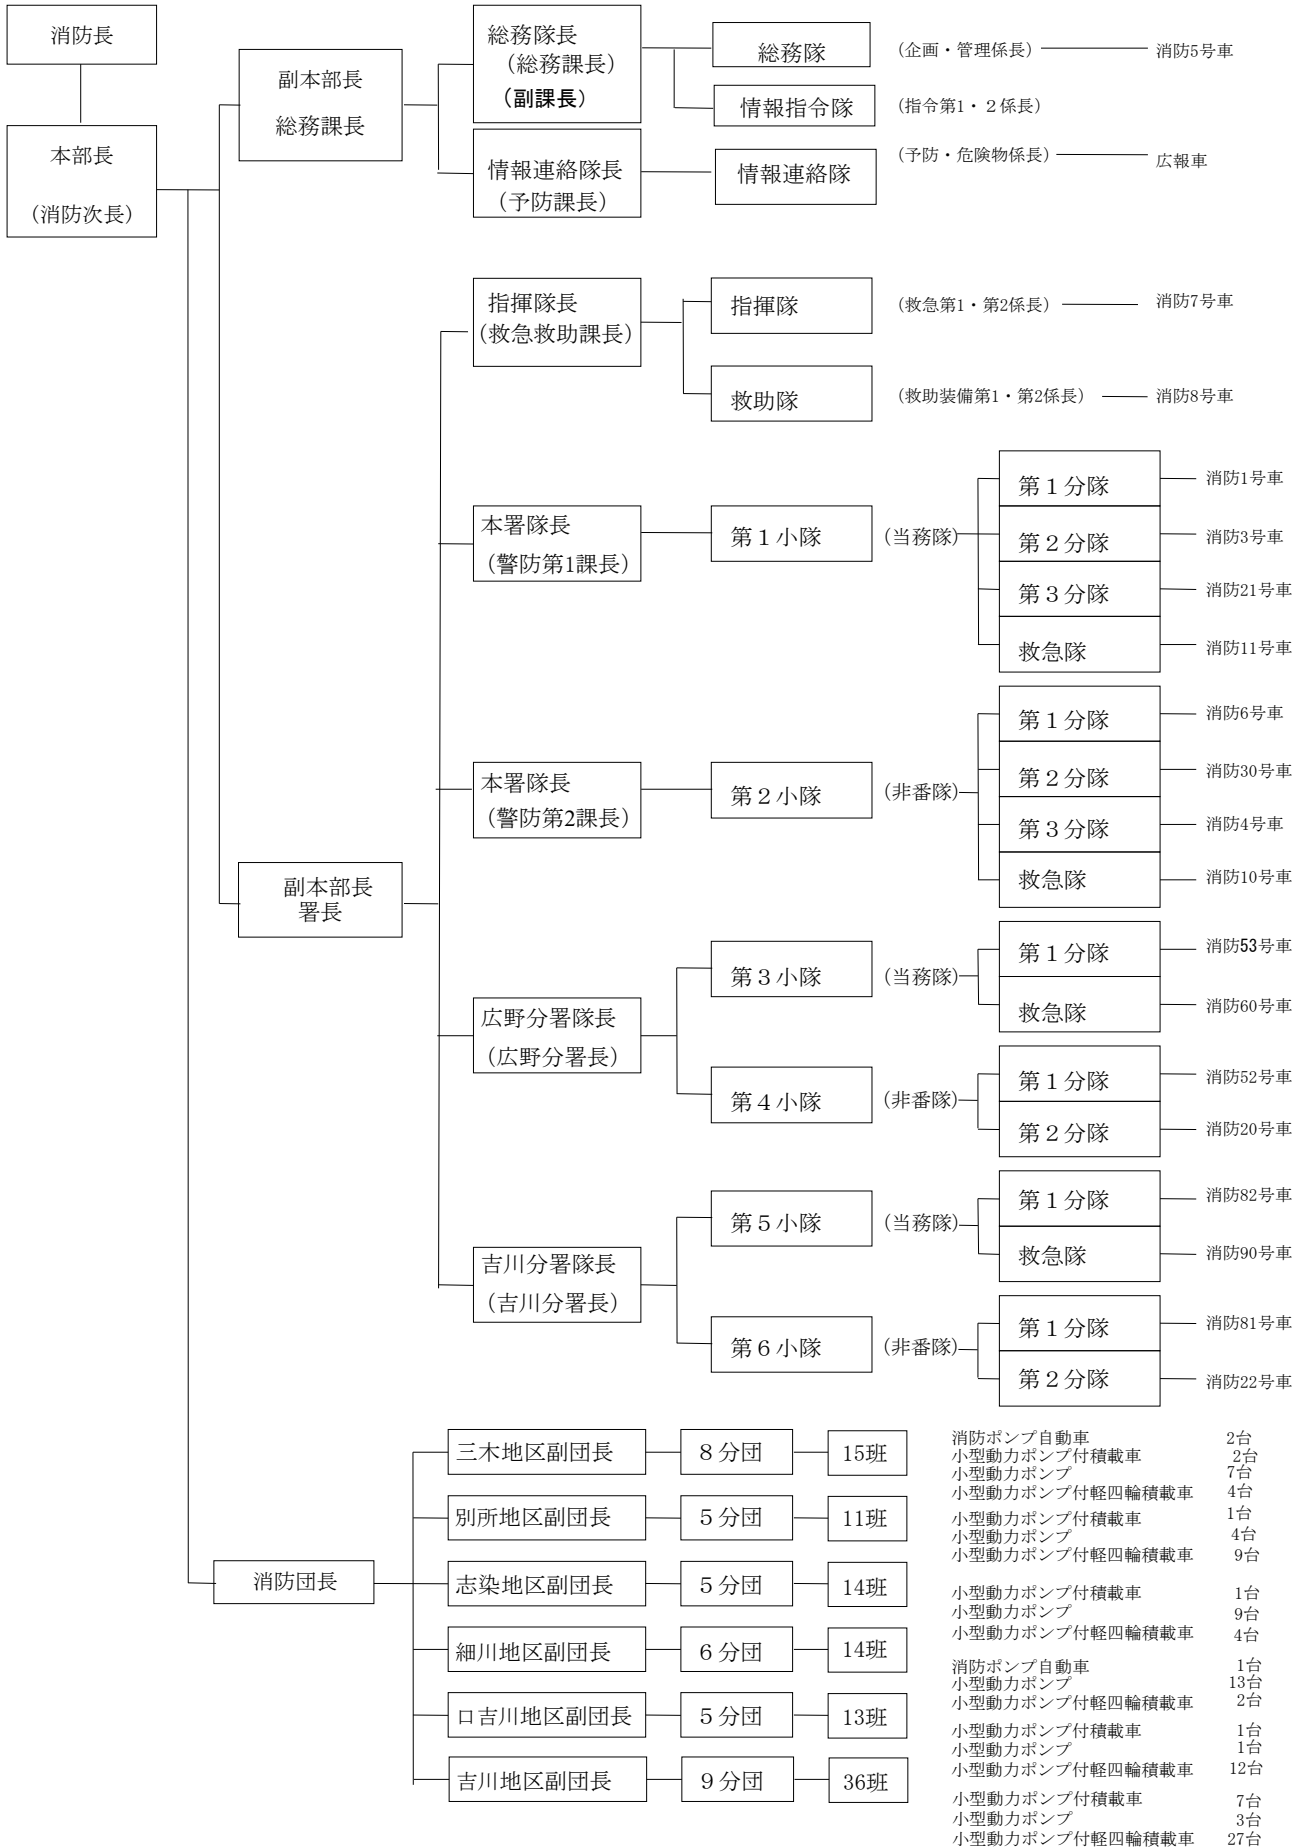 消防長
本部長
(消防次長)
副本部長
総務課長
総務隊長
(総務課長)
(副課長)
総務隊
(企画・管理係長)
消防5号車
情報指令隊
(指令第1・2係長)
情報連絡隊長
(予防課長)
情報連絡隊
(予防・危険物係長)
広報車
指揮隊長
(救急救助課長)
指揮隊
(救急第1・第2係長)
消防7号車
救助隊
(救助装備第1・第2係長)
消防8号車
本署隊長
(警防第1課長)
第1小隊
(当務隊)
第1分隊
消防1号車
第2分隊
消防3号車
第3分隊
消防21号車
救急隊
消防11号車
本署隊長
(警防第2課長)
第2小隊
(非番隊)
第1分隊
消防6号車
第2分隊
消防30号車
第3分隊
消防4号車
救急隊
消防10号車
副本部長
署長
広野分署隊長
(広野分署長)
第3小隊
(当務隊)
第1分隊
消防53号車
救急隊
消防60号車
第4小隊
(非番隊)
第1分隊
消防52号車
第2分隊
消防20号車
吉川分署隊長
(吉川分署長)
第5小隊
(当務隊)
第1分隊
消防82号車
救急隊
消防90号車
第6小隊
(非番隊)
第1分隊
消防81号車
第2分隊
消防22号車
消防団長
三木地区副団長
8分団
15班
消防ポンプ自動車 2台
小型動力ポンプ付積載車 2台
小型動力ポンプ 7台
小型動力ポンプ付軽四輪積載車 4台
別所地区副団長
5分団
11班
小型動力ポンプ付積載車 1台
小型動力ポンプ 4台
小型動力ポンプ付軽四輪積載車 9台
志染地区副団長
5分団
14班
小型動力ポンプ付積載車 1台
小型動力ポンプ 9台
小型動力ポンプ付軽四輪積載車 4台
細川地区副団長
6分団
14班
消防ポンプ自動車 1台
小型動力ポンプ 13台
小型動力ポンプ付軽四輪積載車 2台
口吉川地区副団長
5分団
13班
小型動力ポンプ付積載車 1台
小型動力ポンプ 1台
小型動力ポンプ付軽四輪積載車 12台
吉川地区副団長
9分団
36班
小型動力ポンプ付積載車 7台
小型動力ポンプ 3台
小型動力ポンプ付軽四輪積載車 27台